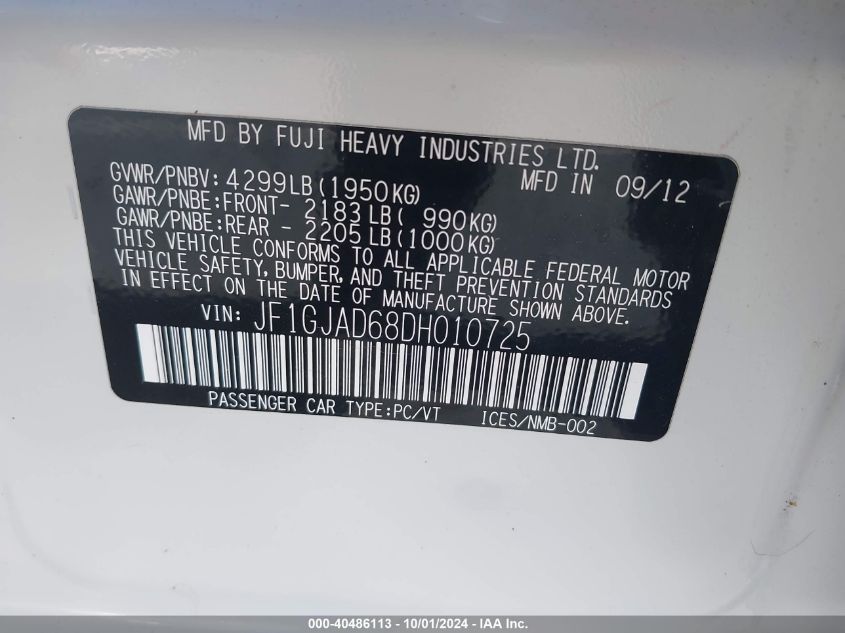 MFD BY FUJI HEAVY INDUSTRIES LTD.
GVWR/PNBV: 4299LB(1950KG) MFD IN 09/12
GAWR/PNBE:FRONT- 2183LB( 990KG)
GAWR/PNBE:REAR - 2205LB(1000KG)
THIS VEHICLE CONFORMS TO ALL APPLICABLE FEDERAL MOTOR
VEHICLE SAFETY, BUMPER, AND THEFT PREVENTION STANDARDS
IN EFFECT ON THE DATE OF MANUFACTURE SHOWN ABOVE.
VIN: JF1GJAD68DH010725
PASSENGER CAR TYPE:PC/VT ICES/NMB-002
000-40486113 - 10/01/2024 - IAA Inc.